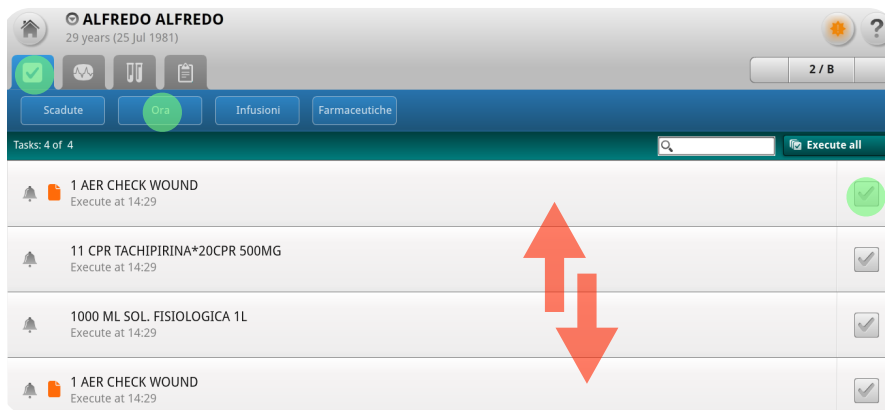 ALFREDO ALFREDO
29 years (25 Jul 1981)
?
2 / B
Scadute Ora Infusioni Farmaceutiche
Tasks: 4 of 4 Execute all
1 AER CHECK WOUND
Execute at 14:29
11 CPR TACHIPIRINA*20CPR 500MG
Execute at 14:29
1000 ML SOL. FISIOLOGICA 1L
Execute at 14:29
1 AER CHECK WOUND
Execute at 14:29